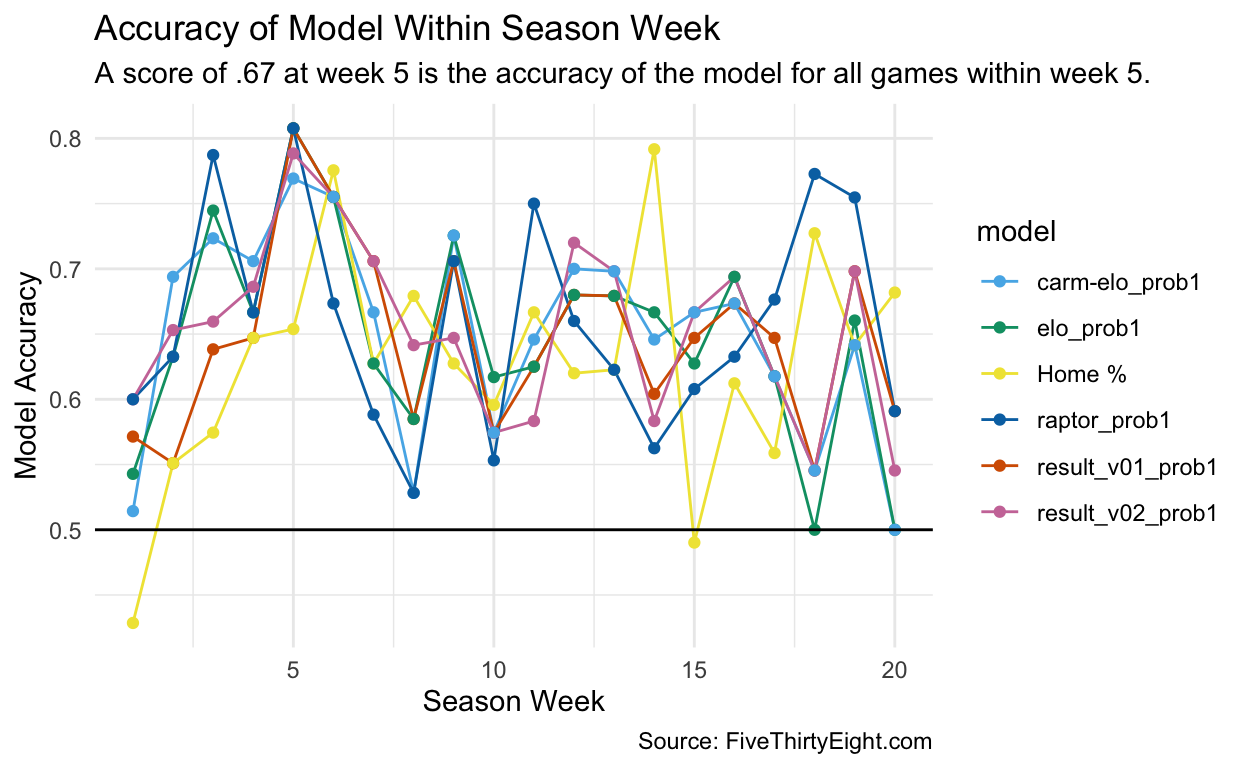 Accuracy of Model Within Season Week
A score of .67 at week 5 is the accuracy of the model for all games within week 5.
Model Accuracy
0.8
0.7
0.6
0.5
5 10 15 20
Season Week
Source: FiveThirtyEight.com
model
carm-elo_prob1
elo_prob1
Home %
raptor_prob1
result_v01_prob1
result_v02_prob1